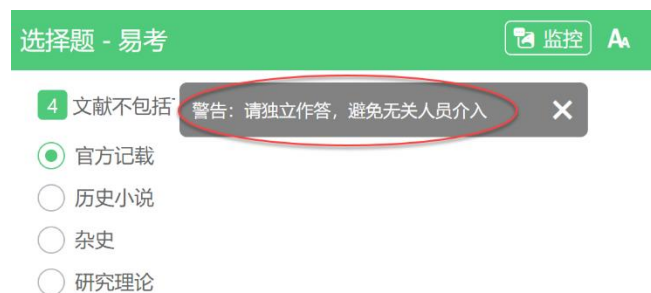 选择题 - 易考
监控 AA
4 文献不包括
警告：请独立作答，避免无关人员介入
官方记载
历史小说
杂史
研究理论